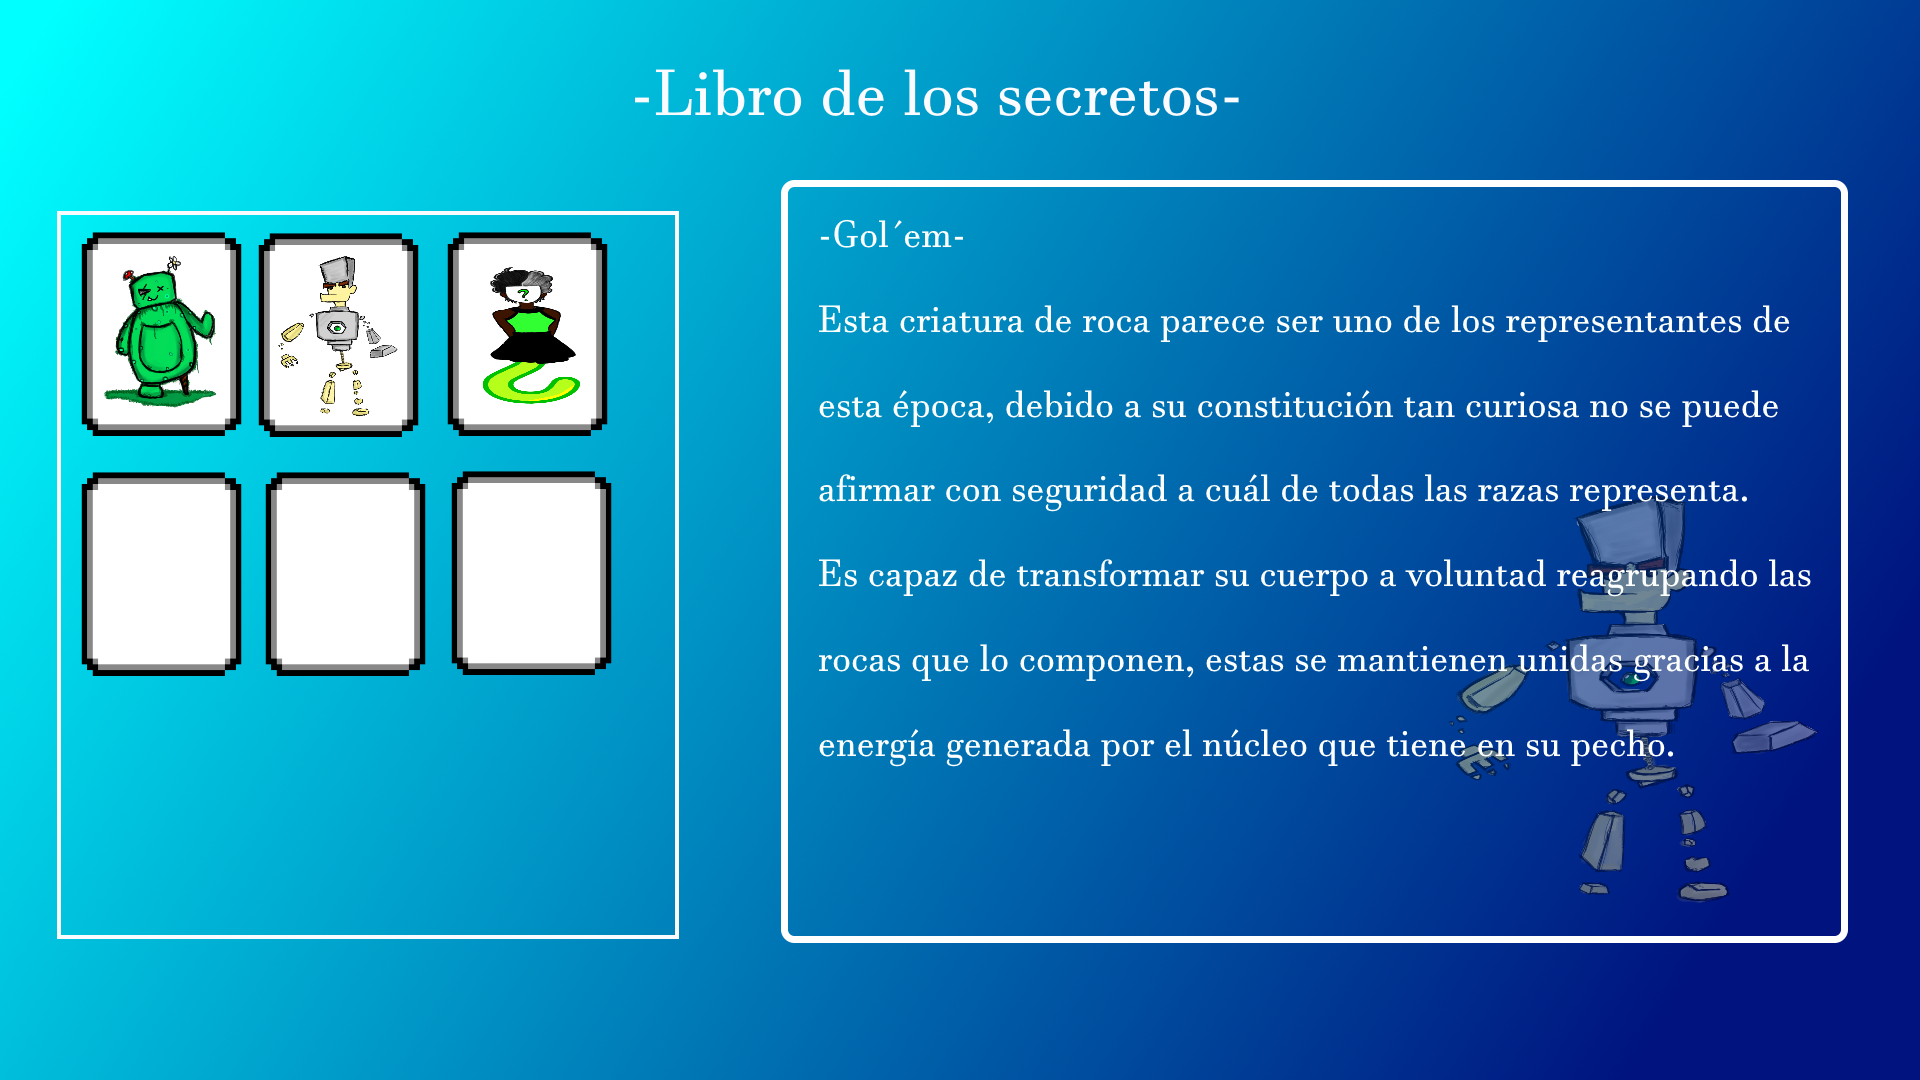 -Libro de los secretos-
-Gol´em-
Esta criatura de roca parece ser uno de los representantes de
esta época, debido a su constitución tan curiosa no se puede
afirmar con seguridad a cuál de todas las razas representa.
Es capaz de transformar su cuerpo a voluntad reagrupando las
rocas que lo componen, estas se mantienen unidas gracias a la
energía generada por el núcleo que tiene en su pecho.
?